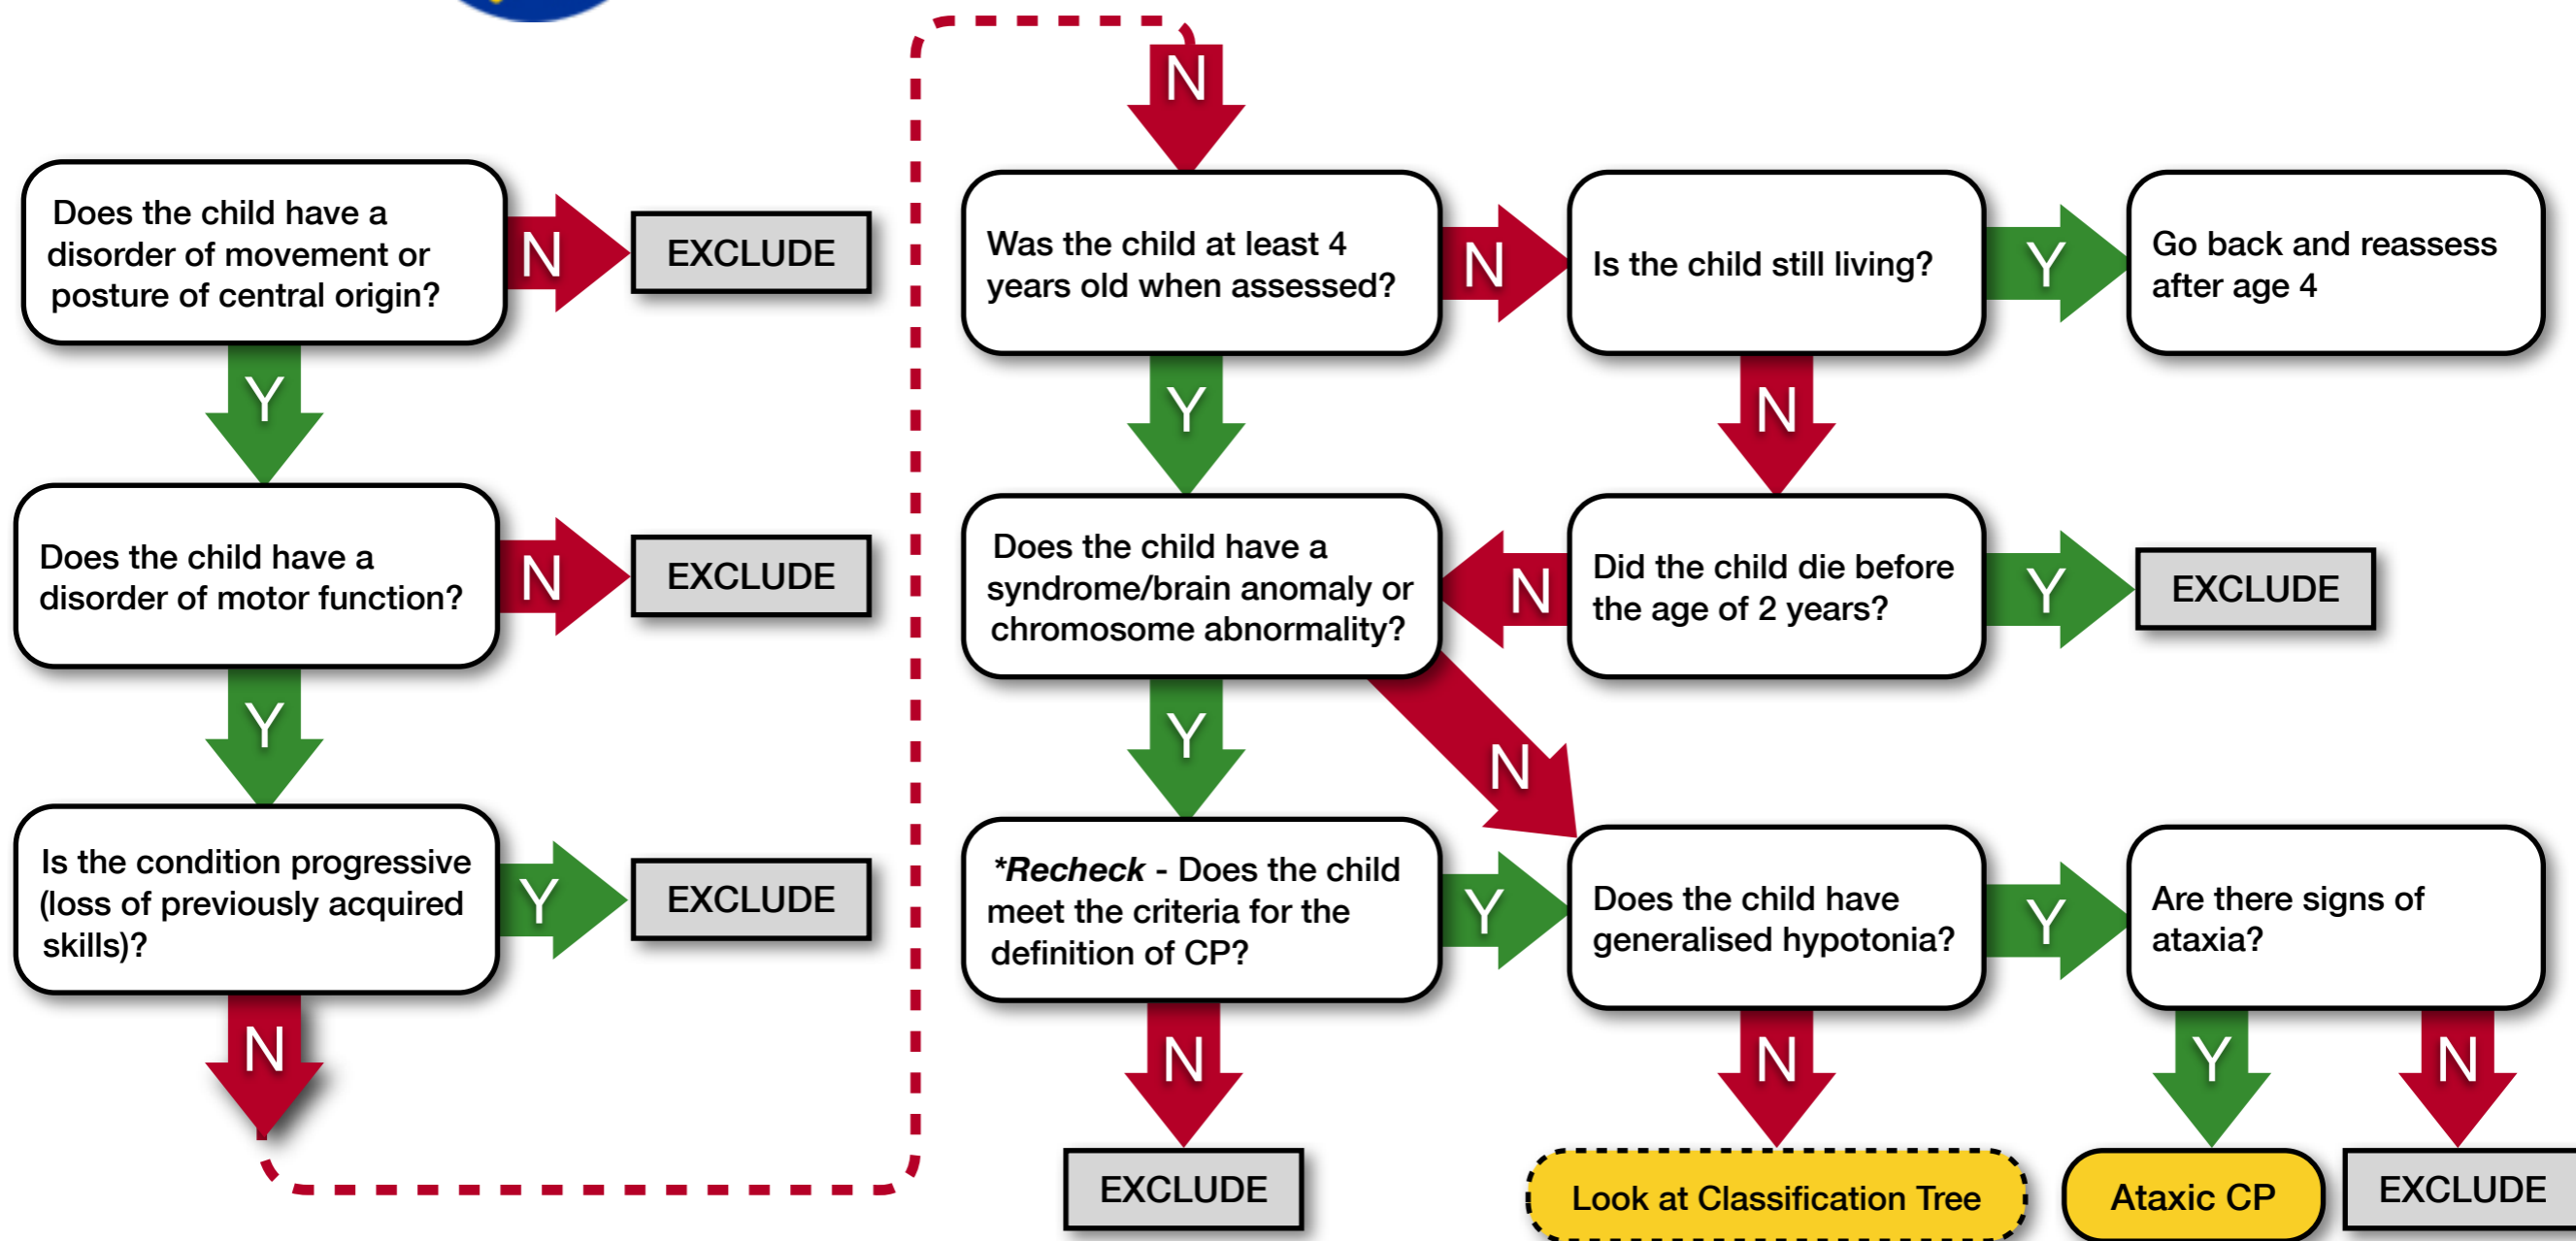 Does the child have a
disorder of movement or
posture of central origin?
N
EXCLUDE
Y
Does the child have a
disorder of motor function?
N
EXCLUDE
Y
Is the condition progressive
(loss of previously acquired
skills)?
Y
EXCLUDE
N
N
Was the child at least 4
years old when assessed?
N
Is the child still living?
Y
Go back and reassess
after age 4
Y
N
Does the child have a
syndrome/brain anomaly or
chromosome abnormality?
N
Did the child die before
the age of 2 years?
Y
EXCLUDE
Y
N
*Recheck - Does the child
meet the criteria for the
definition of CP?
Y
Does the child have
generalised hypotonia?
Y
Are there signs of
ataxia?
N
N
Y
N
EXCLUDE
Look at Classification Tree
Ataxic CP
EXCLUDE